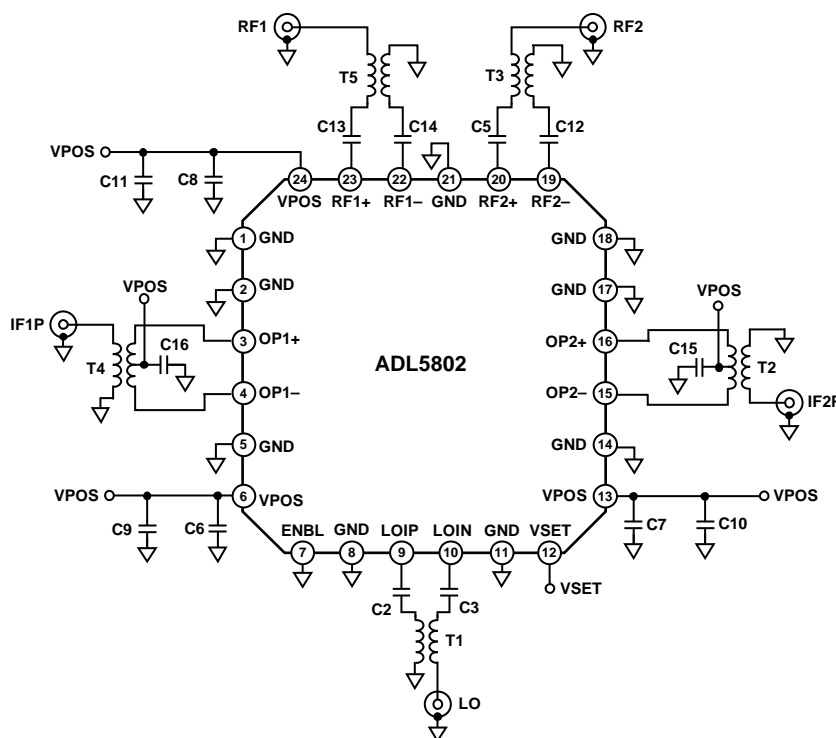 RF1
RF2
T5
T3
C13
C14
C5
C12
VPOS
C11
C8
24
23
22
21
20
19
VPOS
RF1+
RF1–
GND
RF2+
RF2–
1
GND
GND
18
2
GND
GND
17
VPOS
VPOS
IF1P
3
OP1+
OP2+
16
T4
C16
C15
T2
ADL5802
4
OP1–
OP2–
15
IF2P
5
GND
GND
14
VPOS
6
VPOS
VPOS
13
VPOS
C9
C6
C7
C10
ENBL
GND
LOIP
LOIN
GND
VSET
7
8
9
10
11
12
VSET
C2
C3
T1
LO